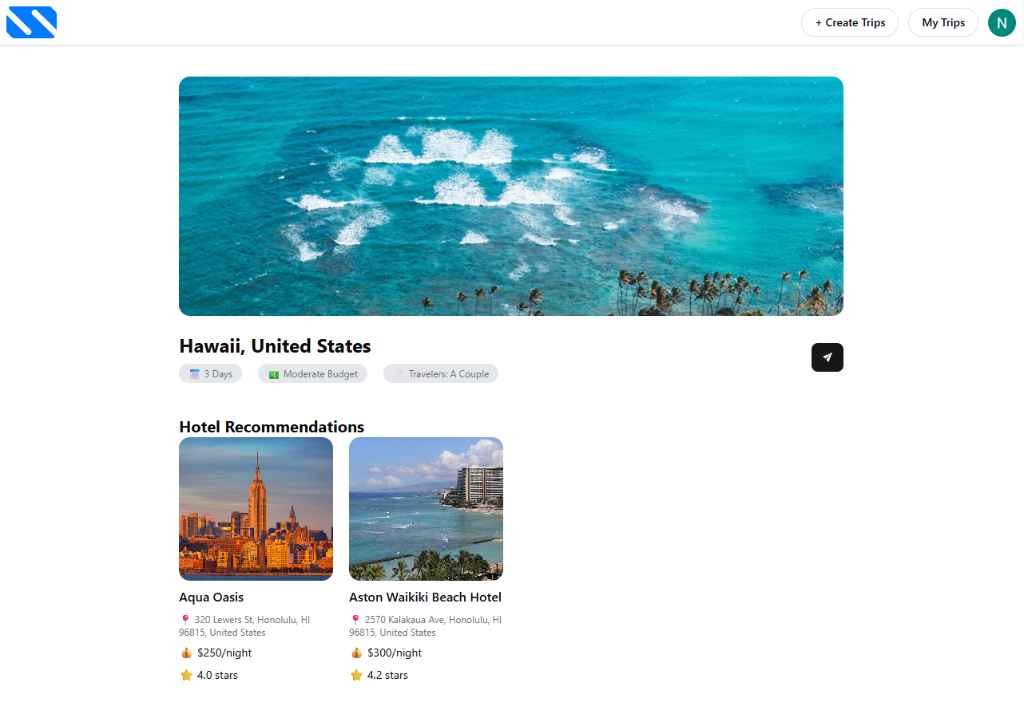 + Create Trips
My Trips
N
Hawaii, United States
3 Days
Moderate Budget
Travelers: A Couple
Hotel Recommendations
Aqua Oasis
320 Lewers St, Honolulu, HI
96815, United States
$250/night
4.0 stars
Aston Waikiki Beach Hotel
2570 Kalakaua Ave, Honolulu, HI
96815, United States
$300/night
4.2 stars